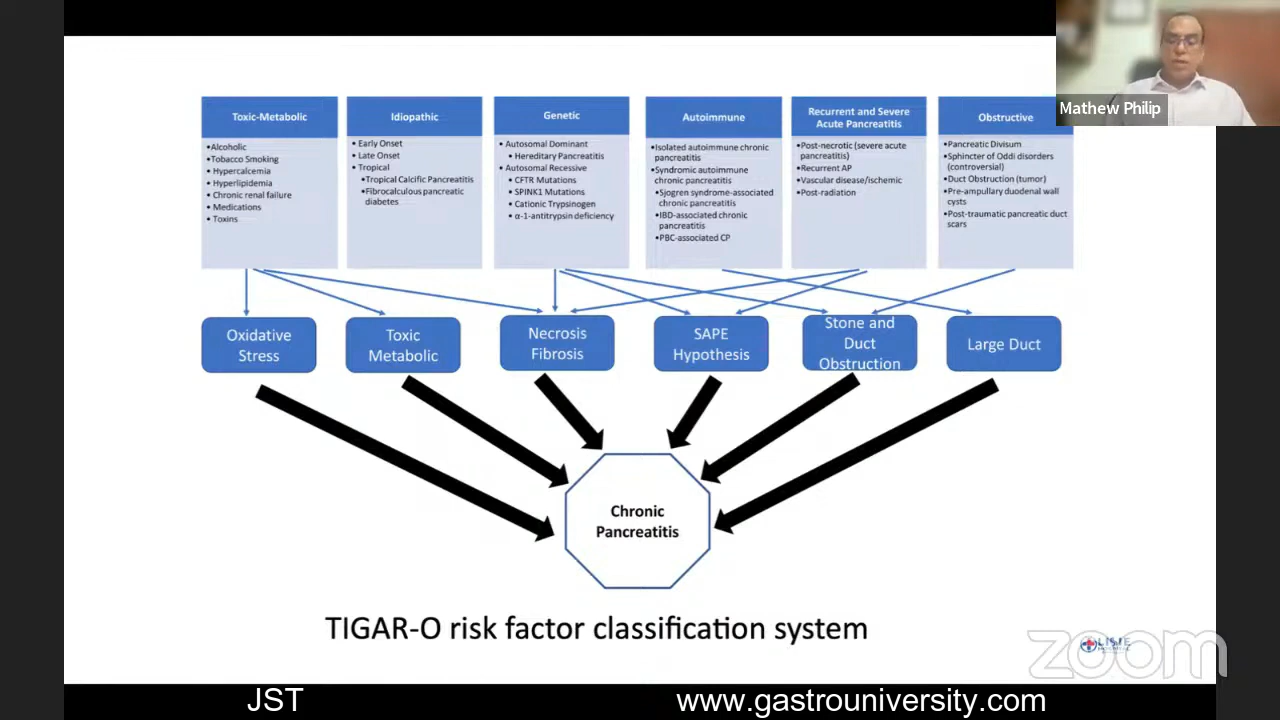 Mathew Philip
Toxic-Metabolic
•Alcoholic
•Tobacco Smoking
• Hypercalcemia
•Hyperlipidemia
• Chronic renal failure
• Medications
• Toxins
Idiopathic
• Early Onset
• Late Onset
• Tropical
•Tropical Calcific Pancreatitis
•Fibrocalculous pancreatic
diabetes
Genetic
• Autosomal Dominant
• Hereditary Pancreatitis
• Autosomal Recessive
• CFTR Mutations
• SPINK1 Mutations
• Cationic Trypsinogen
• α-1-antitrypsin deficiency
Autoimmune
•Isolated autoimmune chronic
pancreatitis
•Syndromic autoimmune
chronic pancreatitis
•Sjogren syndrome-associated
chronic pancreatitis
•IBD-associated chronic
pancreatitis
•PBC-associated CP
Recurrent and Severe
Acute Pancreatitis
•Post-necrotic (severe acute
pancreatitis)
•Recurrent AP
•Vascular disease/ischemic
•Post-radiation
Obstructive
•Pancreatic Divisum
•Sphincter of Oddi disorders
(controversial)
•Duct Obstruction (tumor)
•Pre-ampullary duodenal wall
cysts
•Post-traumatic pancreatic duct
scars
Oxidative
Stress
Toxic
Metabolic
Necrosis
Fibrosis
SAPE
Hypothesis
Stone and
Duct
Obstruction
Large Duct
Chronic
Pancreatitis
TIGAR-O risk factor classification system
zoom
JST
www.gastrouniversity.com